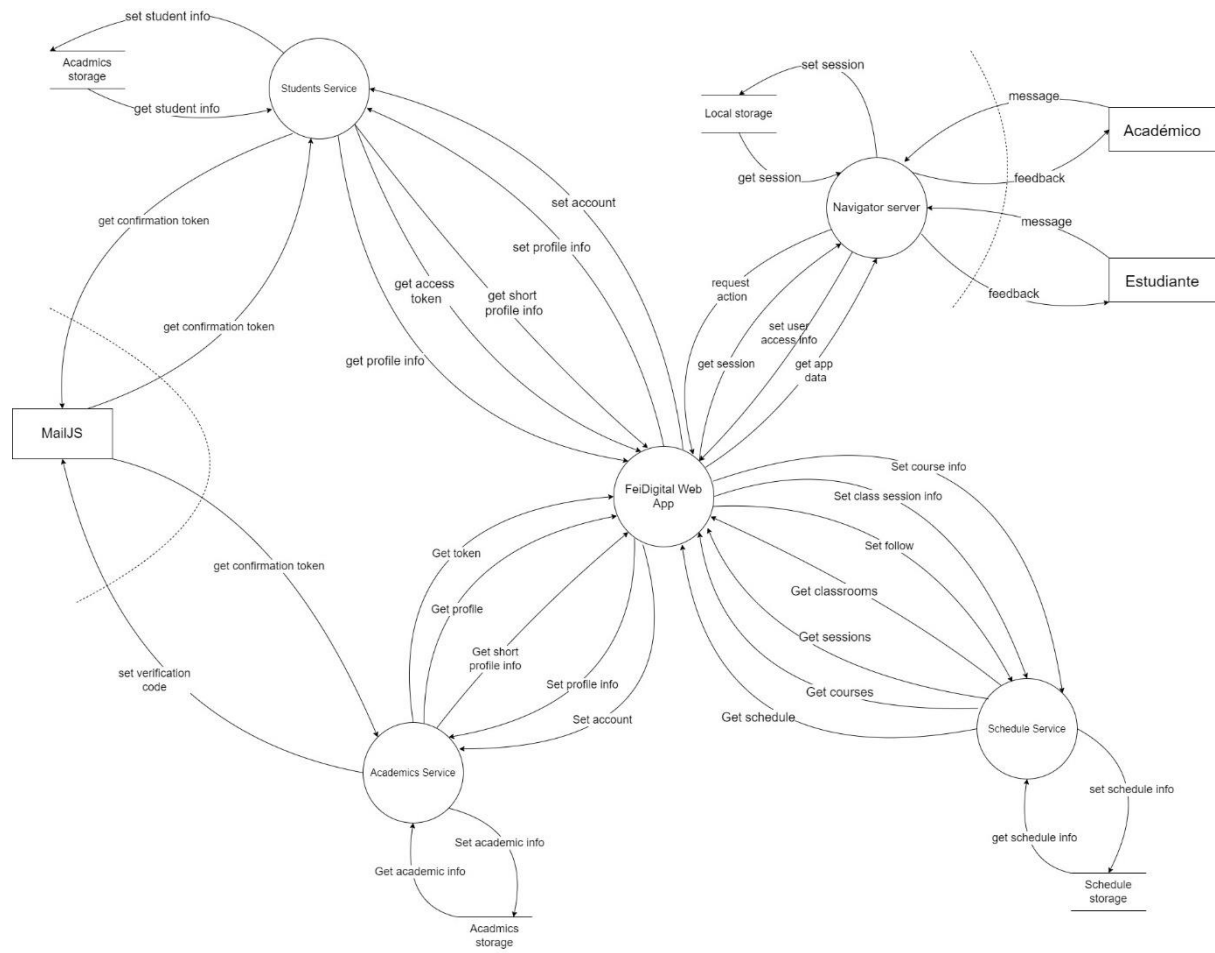 set student info
Acadmics
storage
get student info
Students Service
set session
Local storage
get session
message
Académico
feedback
Navigator server
message
Estudiante
feedback
get confirmation token
set account
set profile info
get access
token
get short
profile info
get profile info
get confirmation token
request
action
set user
access info
get session
get app
data
MailJS
FeiDigital Web
App
Set course info
Set class session info
Set follow
Get classrooms
Get sessions
Get courses
Get schedule
get confirmation token
Get token
Get profile
Get short
profile info
Set profile info
Set account
set verification
code
Academics Service
Schedule Service
set schedule info
get schedule info
Schedule
storage
Set academic info
Get academic info
Acadmics
storage